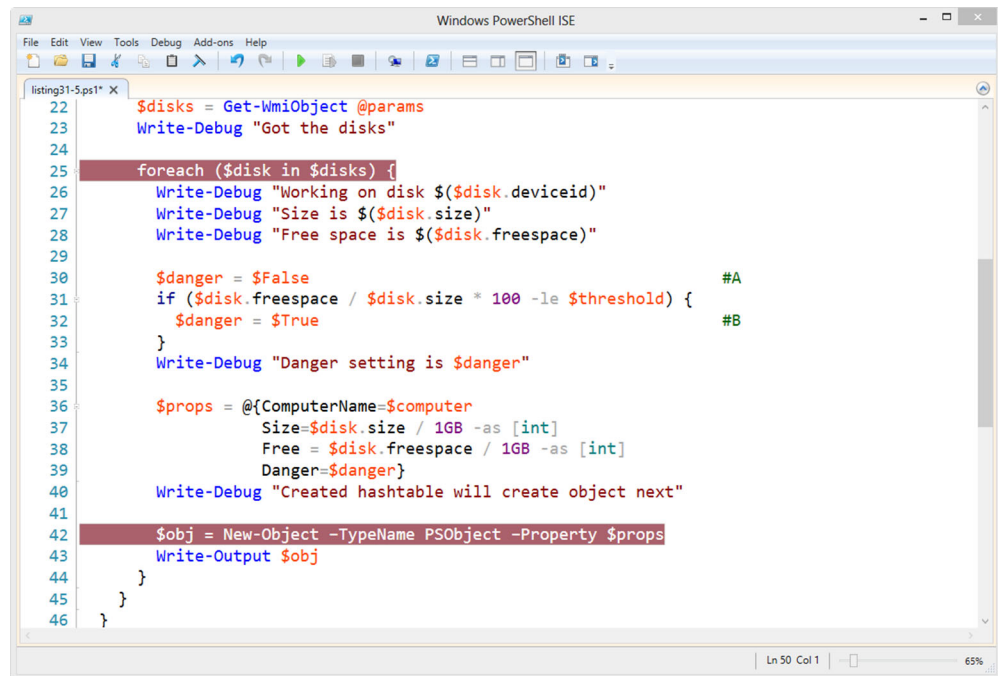 Windows PowerShell ISE
File Edit View Tools Debug Add-ons Help
listing31-5.ps1* X
22 $disks = Get-WmiObject @params
23 Write-Debug "Got the disks"
24
25 foreach ($disk in $disks) {
26 Write-Debug "Working on disk $($disk.deviceid)"
27 Write-Debug "Size is $($disk.size)"
28 Write-Debug "Free space is $($disk.freespace)"
29
30 $danger = $False #A
31 if ($disk.freespace / $disk.size * 100 -le $threshold) {
32 $danger = $True #B
33 }
34 Write-Debug "Danger setting is $danger"
35
36 $props = @{ComputerName=$computer
37 Size=$disk.size / 1GB -as [int]
38 Free = $disk.freespace / 1GB -as [int]
39 Danger=$danger}
40 Write-Debug "Created hashtable will create object next"
41
42 $obj = New-Object –TypeName PSObject –Property $props
43 Write-Output $obj
44 }
45 }
46 }
Ln 50 Col 1 65%